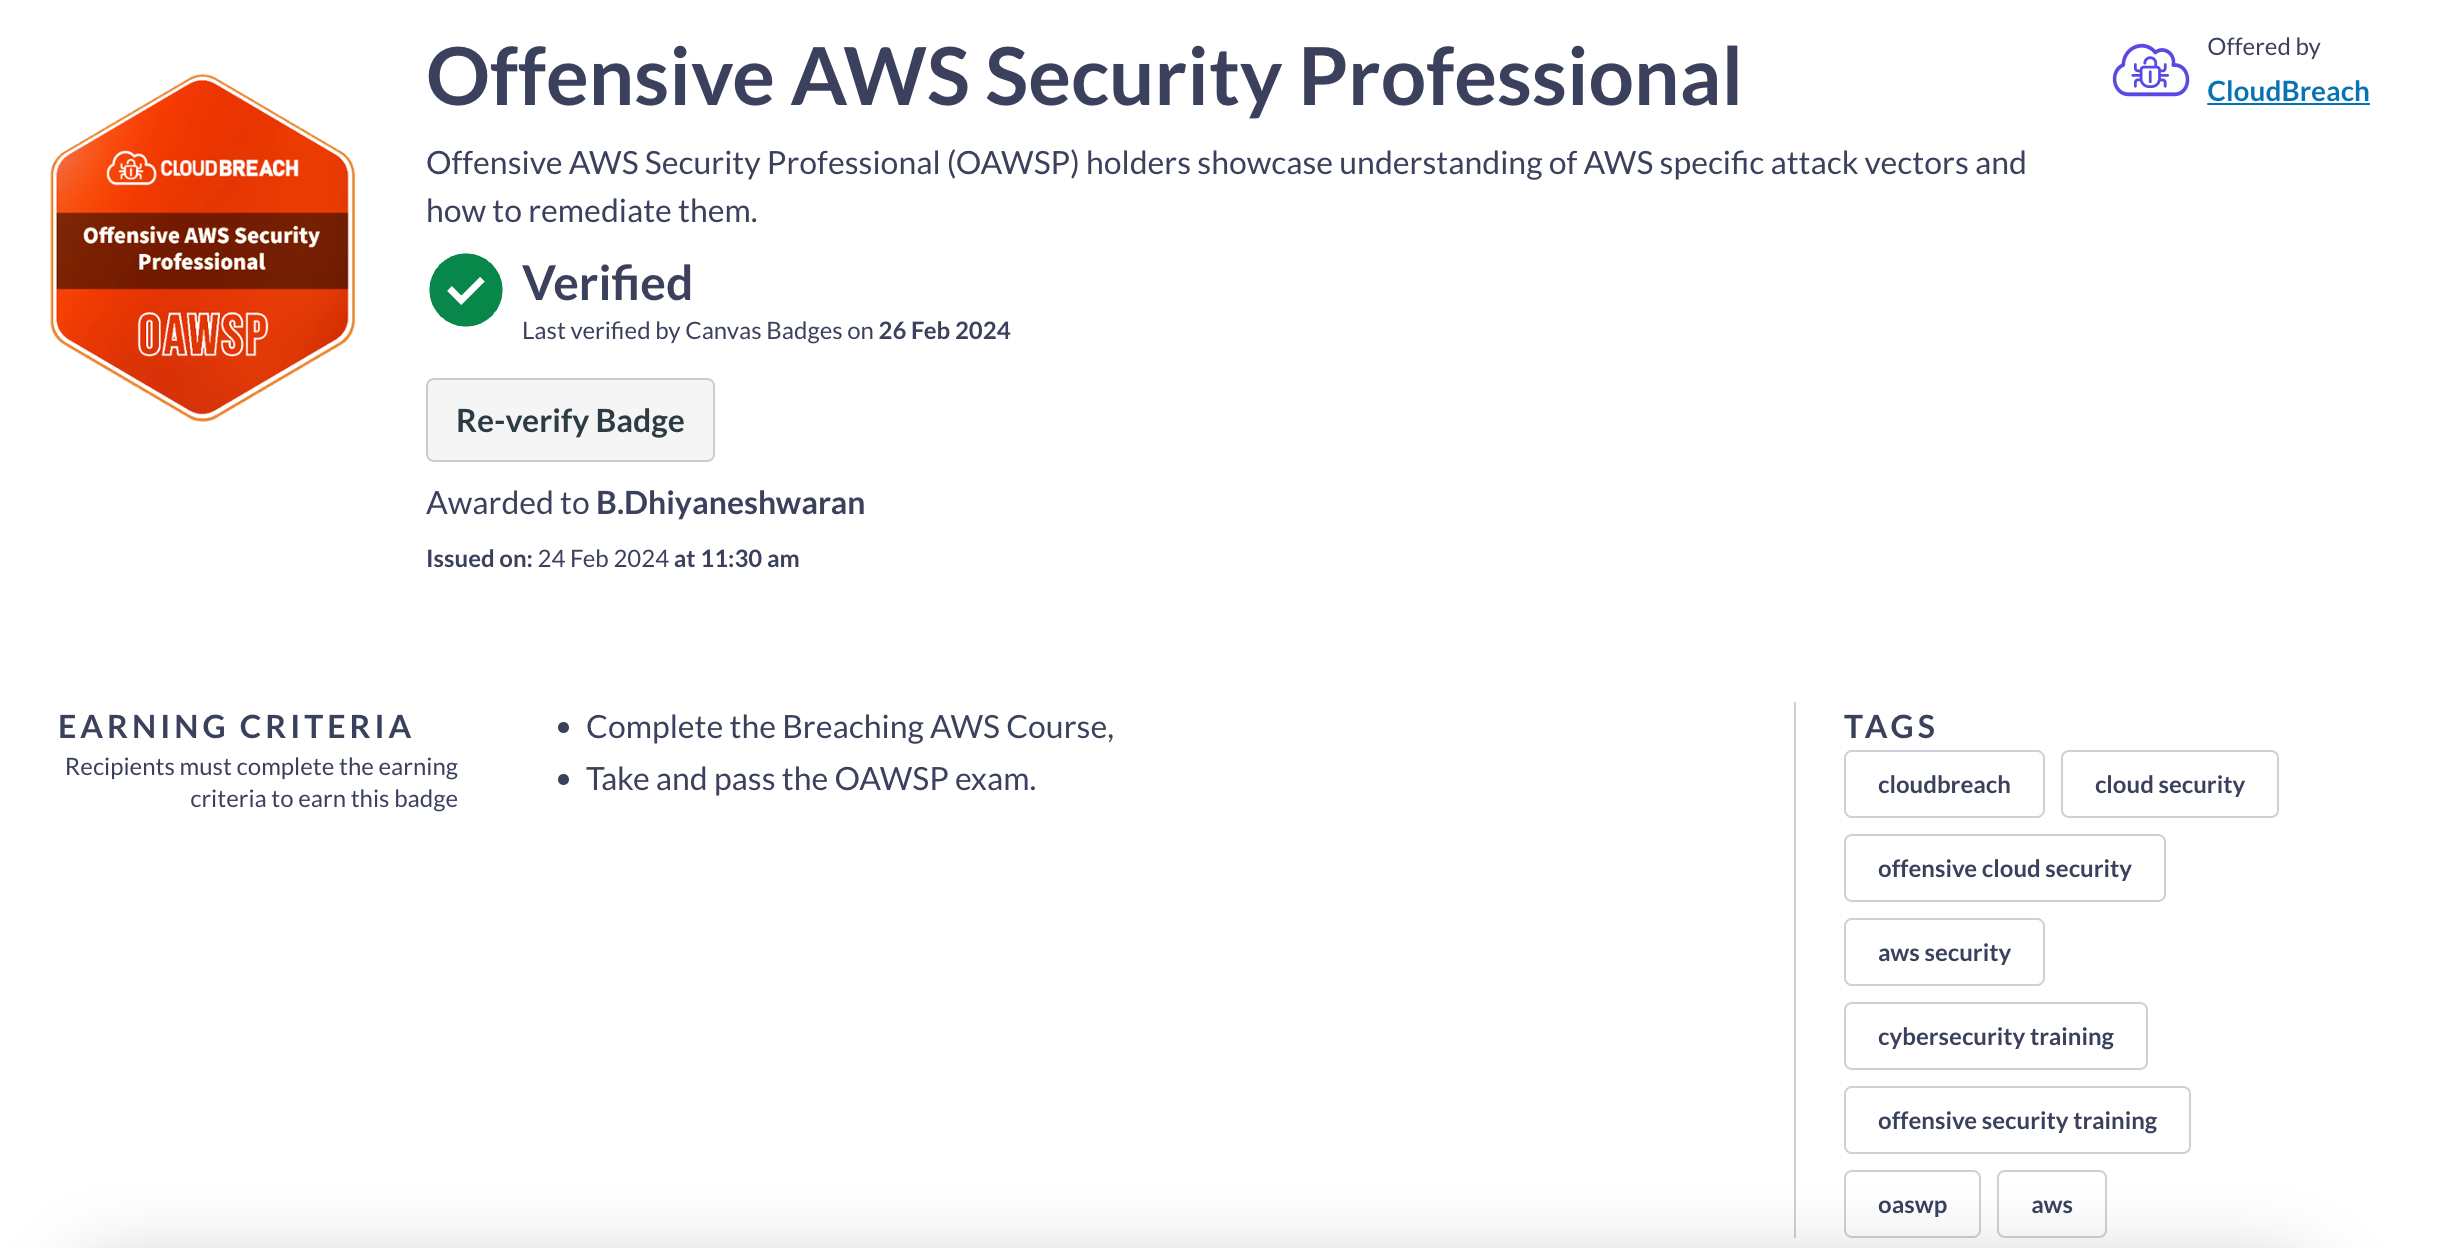 CLOUDBREACH
Offensive AWS Security
Professional
OAWSP
Offensive AWS Security Professional
Offensive AWS Security Professional (OAWSP) holders showcase understanding of AWS specific attack vectors and
how to remediate them.
Verified
Last verified by Canvas Badges on 26 Feb 2024
Re-verify Badge
Awarded to B.Dhiyaneshwaran
Issued on: 24 Feb 2024 at 11:30 am
Offered by
CloudBreach
EARNING CRITERIA
Recipients must complete the earning
criteria to earn this badge
• Complete the Breaching AWS Course,
• Take and pass the OAWSP exam.
TAGS
cloudbreach cloud security
offensive cloud security
aws security
cybersecurity training
offensive security training
oaswp aws